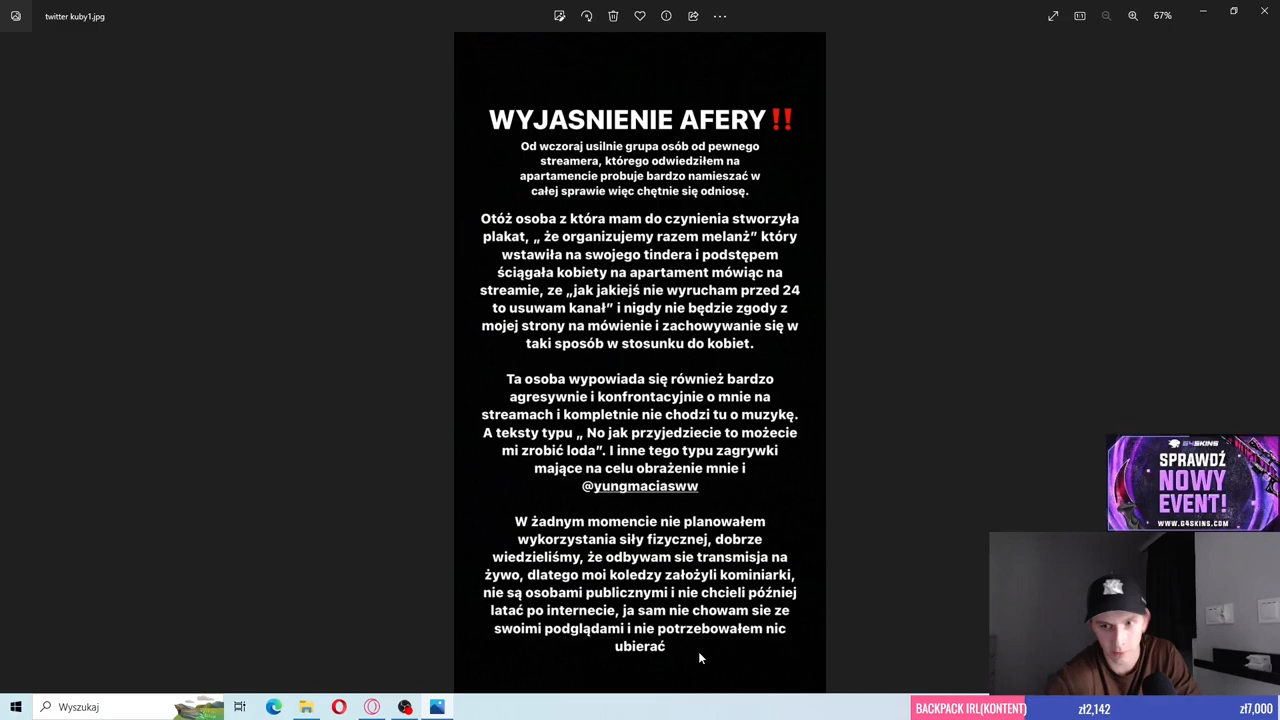 twitter kuby1.jpg
67%
WYJASNIENIE AFERY‼️
Od wczoraj usilnie grupa osób od pewnego
streamera, którego odwiedziłem na
apartamencie probuje bardzo namieszać w
całej sprawie więc chętnie się odniosę.
Otóż osoba z która mam do czynienia stworzyła
plakat, „ że organizujemy razem melanż” który
wstawiła na swojego tindera i podstępem
ściągała kobiety na apartament mówiąc na
streamie, ze „jak jakiejś nie wyrucham przed 24
to usuwam kanał” i nigdy nie będzie zgody z
mojej strony na mówienie i zachowywanie się w
taki sposób w stosunku do kobiet.
Ta osoba wypowiada się również bardzo
agresywnie i konfrontacyjnie o mnie na
streamach i kompletnie nie chodzi tu o muzykę.
A teksty typu „ No jak przyjedziecie to możecie
mi zrobić loda”. I inne tego typu zagrywki
mające na celu obrażenie mnie i
@yungmaciasww
W żadnym momencie nie planowałem
wykorzystania siły fizycznej, dobrze
wiedzieliśmy, że odbywam sie transmisja na
żywo, dlatego moi koledzy założyli kominiarki,
nie są osobami publicznymi i nie chcieli później
latać po internecie, ja sam nie chowam sie ze
swoimi podglądami i nie potrzebowałem nic
ubierać
G4SKINS
SPRAWDŹ
NOWY
EVENT!
WWW.G4SKINS.COM
Wyszukaj
BACKPACK IRL(KONTENT)
zł2,142
zł7,000